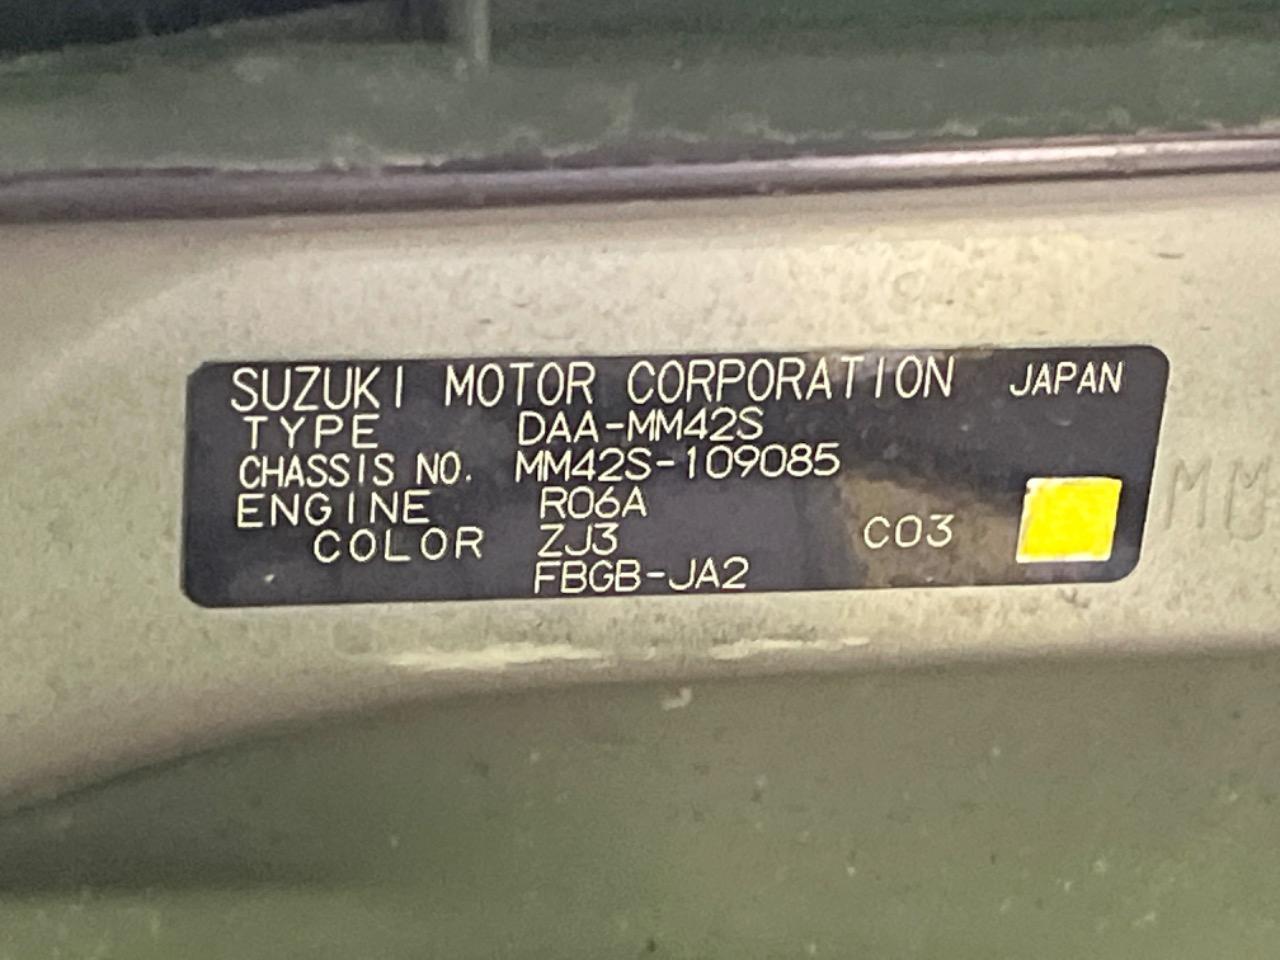 SUZUKI MOTOR CORPORATION JAPAN
TYPE DAA-MM42S
CHASSIS NO. MM42S-109085
ENGINE R06A
COLOR ZJ3 C03
FBGB-JA2